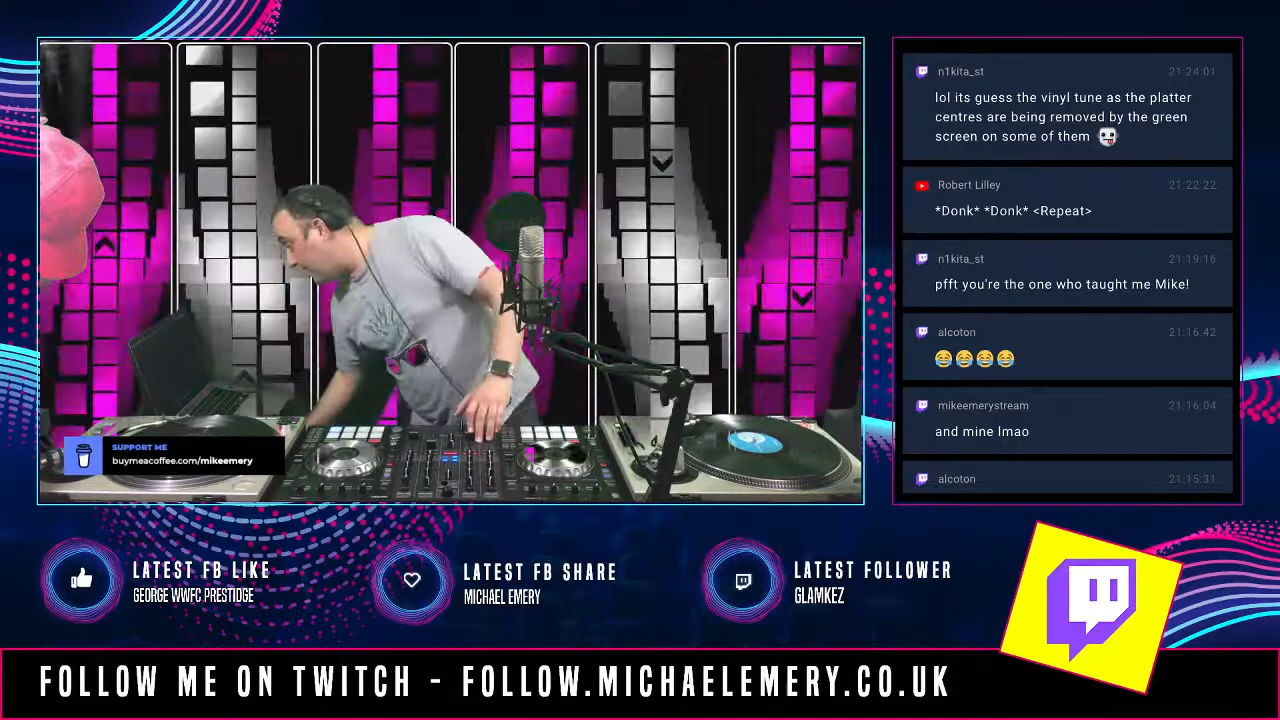 n1kita_st 21:24:01
lol its guess the vinyl tune as the platter
centres are being removed by the green
screen on some of them
Robert Lilley 21:22:22
*Donk* *Donk* <Repeat>
n1kita_st 21:19:16
pfft you're the one who taught me Mike!
alcoton 21:16:42
😂😂😂😂
mikeemerystream 21:16:04
and mine lmao
alcoton 21:15:31
SUPPORT ME
buymeacoffee.com/mikeemery
LATEST FB LIKE
GEORGE WWFC PRESTIDGE
LATEST FB SHARE
MICHAEL EMERY
LATEST FOLLOWER
GLAMKEZ
FOLLOW ME ON TWITCH - FOLLOW.MICHAELEMERY.CO.UK